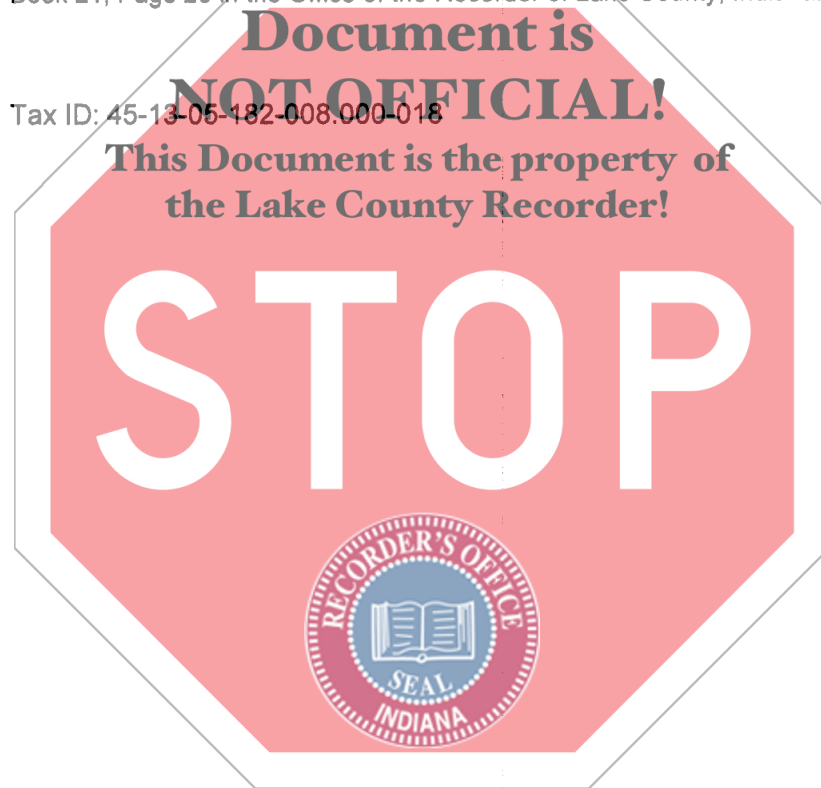 Document is
NOT OFFICIAL!
Tax ID: 45-13-05-182-008.000-018
This Document is the property of
the Lake County Recorder!
STOP
RECORDER'S OFFICE
SEAL
INDIANA